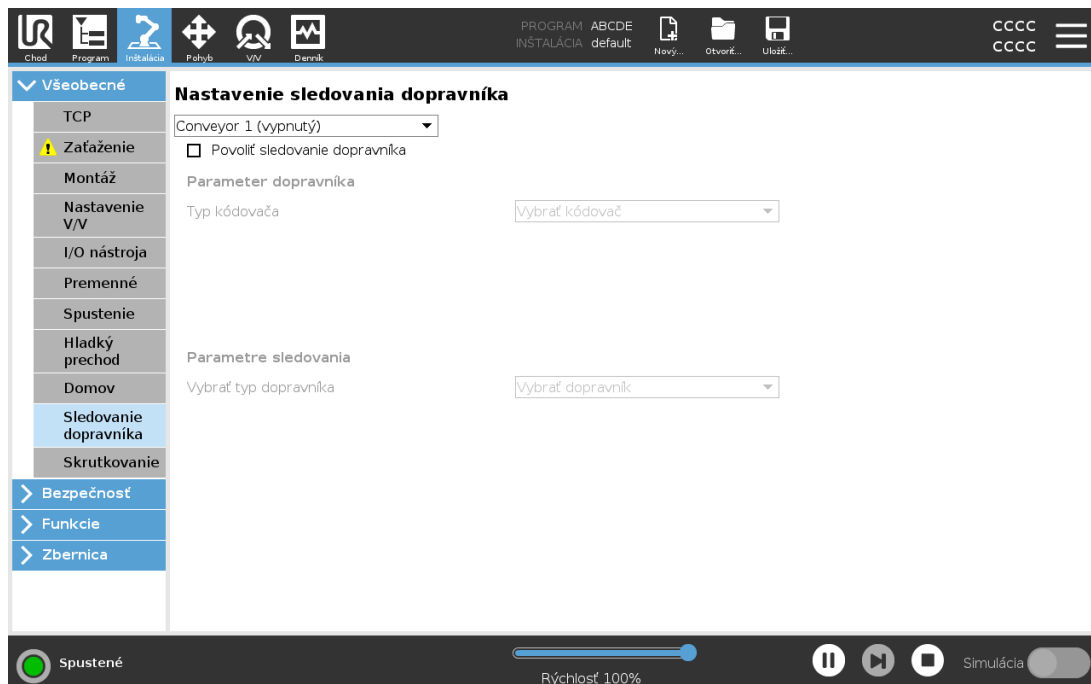 Chod
Program
Inštalácia
Pohyb
V/V
Denník
PROGRAM ABCDE
INŠTALÁCIA default
Nový...
Otvoriť...
Uložiť...
CCCC
CCCC
Všeobecné
TCP
Zaťaženie
Montáž
Nastavenie
V/V
I/O nástroja
Premenné
Spustenie
Hladký
prechod
Domov
Sledovanie
dopravníka
Skrutkovanie
Bezpečnosť
Funkcie
Zbernica
Nastavenie sledovania dopravníka
Conveyor 1 (vypnutý)
Povoliť sledovanie dopravníka
Parameter dopravníka
Typ kódovača
Vybrať kódovač
Parametre sledovania
Vybrať typ dopravníka
Vybrať dopravník
Spustené
Rýchlosť 100%
Simulácia